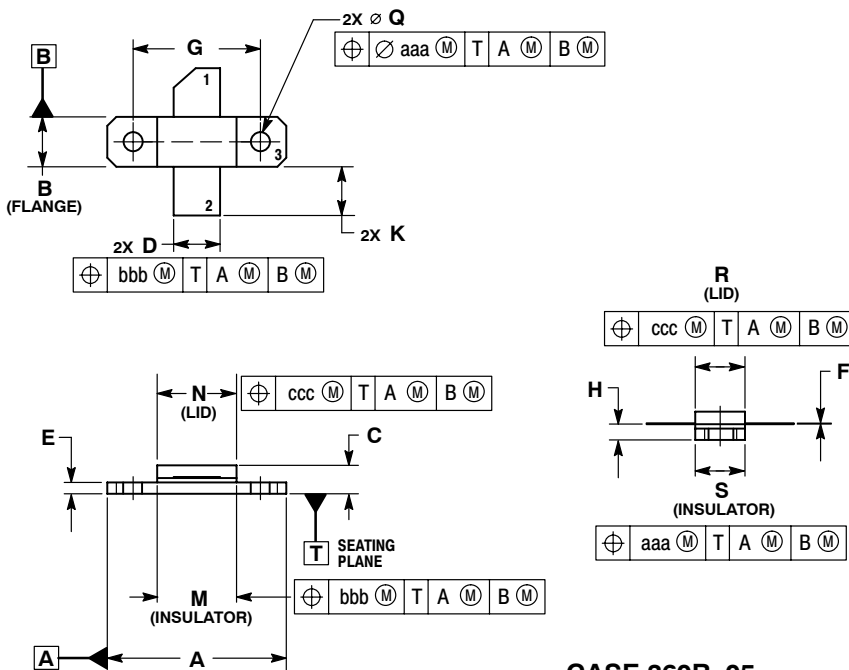 2X ⌀ Q
⌖ ⌀ aaa Ⓜ T A Ⓜ B Ⓜ
G
B
1
3
B
(FLANGE)
2
2X K
2X D
⌖ bbb Ⓜ T A Ⓜ B Ⓜ
R
(LID)
⌖ ccc Ⓜ T A Ⓜ B Ⓜ
N
(LID)
⌖ ccc Ⓜ T A Ⓜ B Ⓜ
H
F
E
C
S
(INSULATOR)
⌖ aaa Ⓜ T A Ⓜ B Ⓜ
T SEATING
PLANE
M
(INSULATOR)
⌖ bbb Ⓜ T A Ⓜ B Ⓜ
A
A